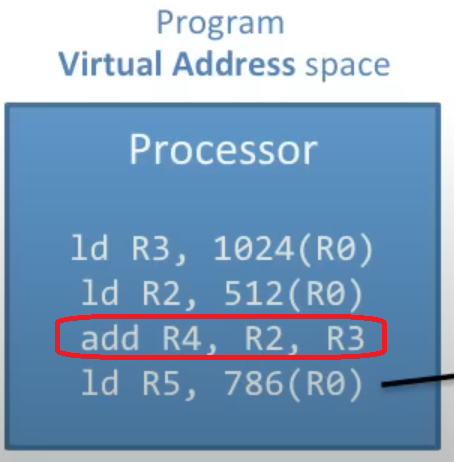 Program
Virtual Address space
Processor
ld R3, 1024(R0)
ld R2, 512(R0)
add R4, R2, R3
ld R5, 786(R0)